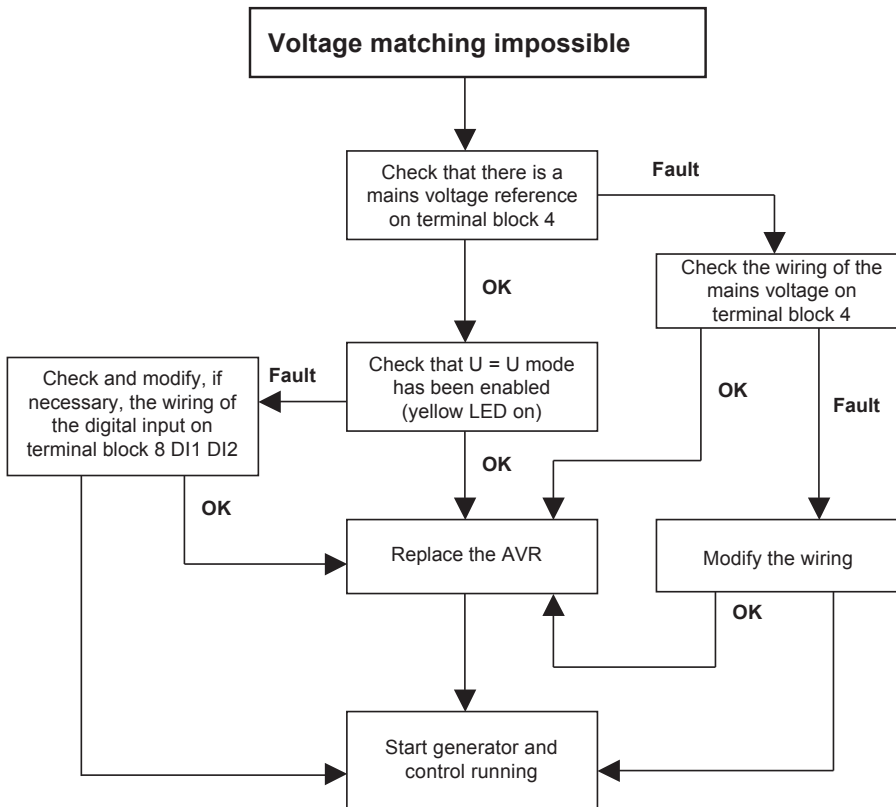 Voltage matching impossible
Check that there is a
mains voltage reference
on terminal block 4
Fault
OK
Check the wiring of the
mains voltage on
terminal block 4
Check and modify, if
necessary, the wiring of
the digital input on
terminal block 8 DI1 DI2
Fault
Check that U = U mode
has been enabled
(yellow LED on)
OK
Fault
OK
OK
Replace the AVR
Modify the wiring
OK
Start generator and
control running